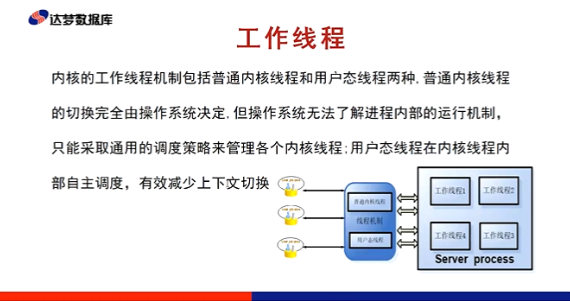 达梦数据库
工作线程
内核的工作线程机制包括普通内核线程和用户态线程两种,普通内核线程
的切换完全由操作系统决定,但操作系统无法了解进程内部的运行机制,
只能采取通用的调度策略来管理各个内核线程;用户态线程在内核线程内
部自主调度，有效减少上下文切换
普通内核线程
线程机制
用户态线程
工作线程1
工作线程2
工作线程4
工作线程3
Server process